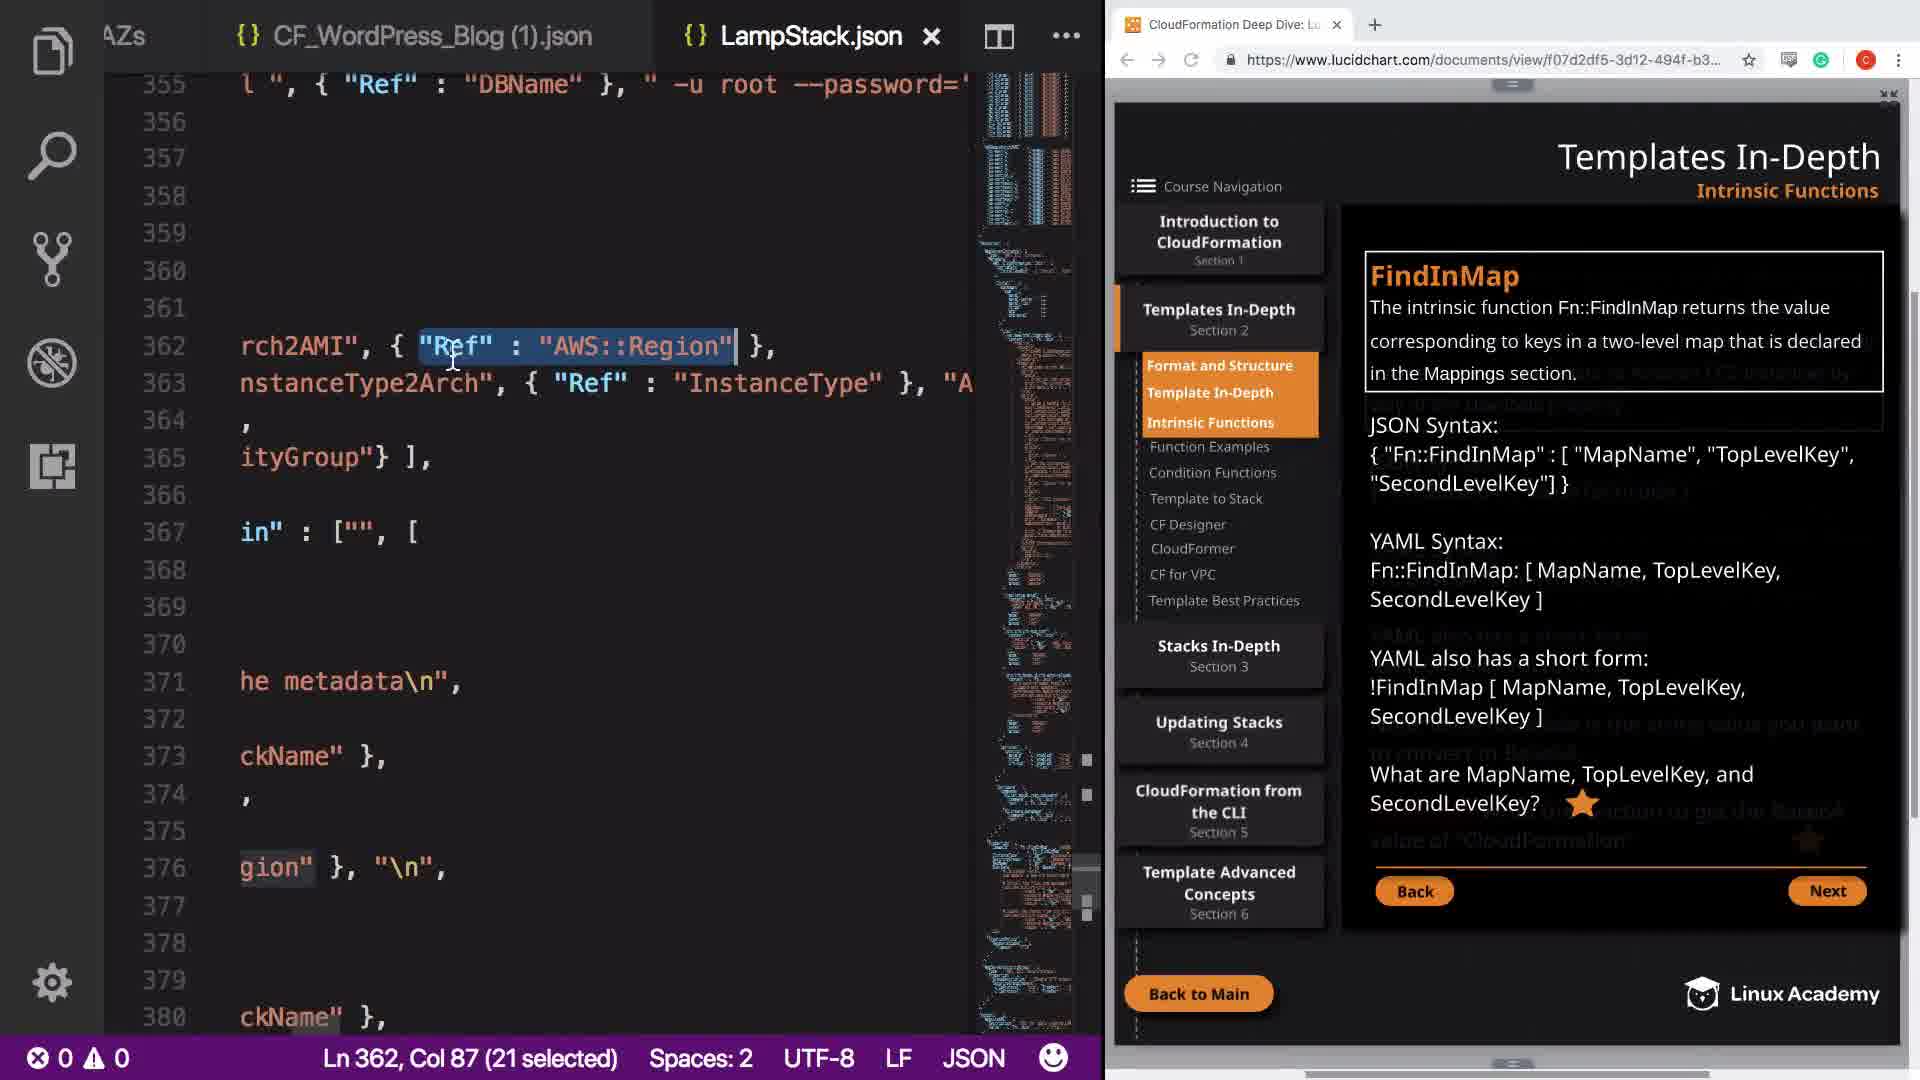 AZs
{} CF_WordPress_Blog (1).json
{} LampStack.json
355 l ", { "Ref" : "DBName" }, " -u root --password='
356
357
358
359
360
361
362 rch2AMI", { "Ref" : "AWS::Region" },
363 nstanceType2Arch", { "Ref" : "InstanceType" }, "A
364 ,
365 ityGroup"} ],
366
367 in" : ["", [
368
369
370
371 he metadata\n",
372
373 ckName" },
374 ,
375
376 gion" }, "\n",
377
378
379
380 ckName" },
0 0 Ln 362, Col 87 (21 selected) Spaces: 2 UTF-8 LF JSON
CloudFormation Deep Dive: Lu
https://www.lucidchart.com/documents/view/f07d2df5-3d12-494f-b3...
C
Templates In-Depth
Intrinsic Functions
Course Navigation
Introduction to
CloudFormation
Section 1
Templates In-Depth
Section 2
Format and Structure
Template In-Depth
Intrinsic Functions
Function Examples
Condition Functions
Template to Stack
CF Designer
CloudFormer
CF for VPC
Template Best Practices
Stacks In-Depth
Section 3
Updating Stacks
Section 4
CloudFormation from
the CLI
Section 5
Template Advanced
Concepts
Section 6
Back to Main
FindInMap
The intrinsic function Fn::FindInMap returns the value
corresponding to keys in a two-level map that is declared
in the Mappings section.
JSON Syntax:
{ "Fn::FindInMap" : [ "MapName", "TopLevelKey",
"SecondLevelKey"] }
YAML Syntax:
Fn::FindInMap: [ MapName, TopLevelKey,
SecondLevelKey ]
YAML also has a short form:
!FindInMap [ MapName, TopLevelKey,
SecondLevelKey ]
What are MapName, TopLevelKey, and
SecondLevelKey?
Back
Next
Linux Academy